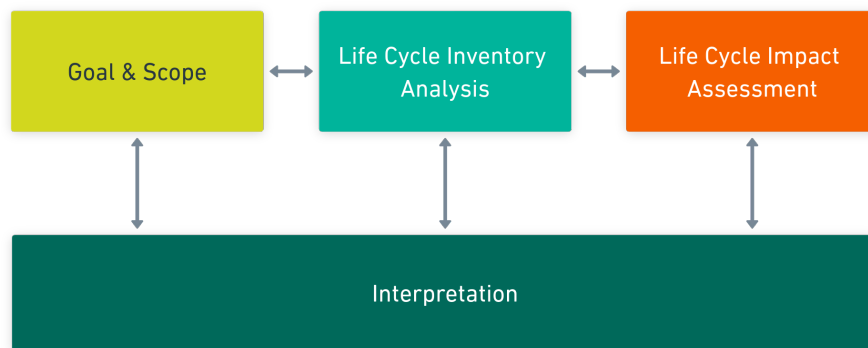 Goal & Scope
Life Cycle Inventory
Analysis
Life Cycle Impact
Assessment
Interpretation